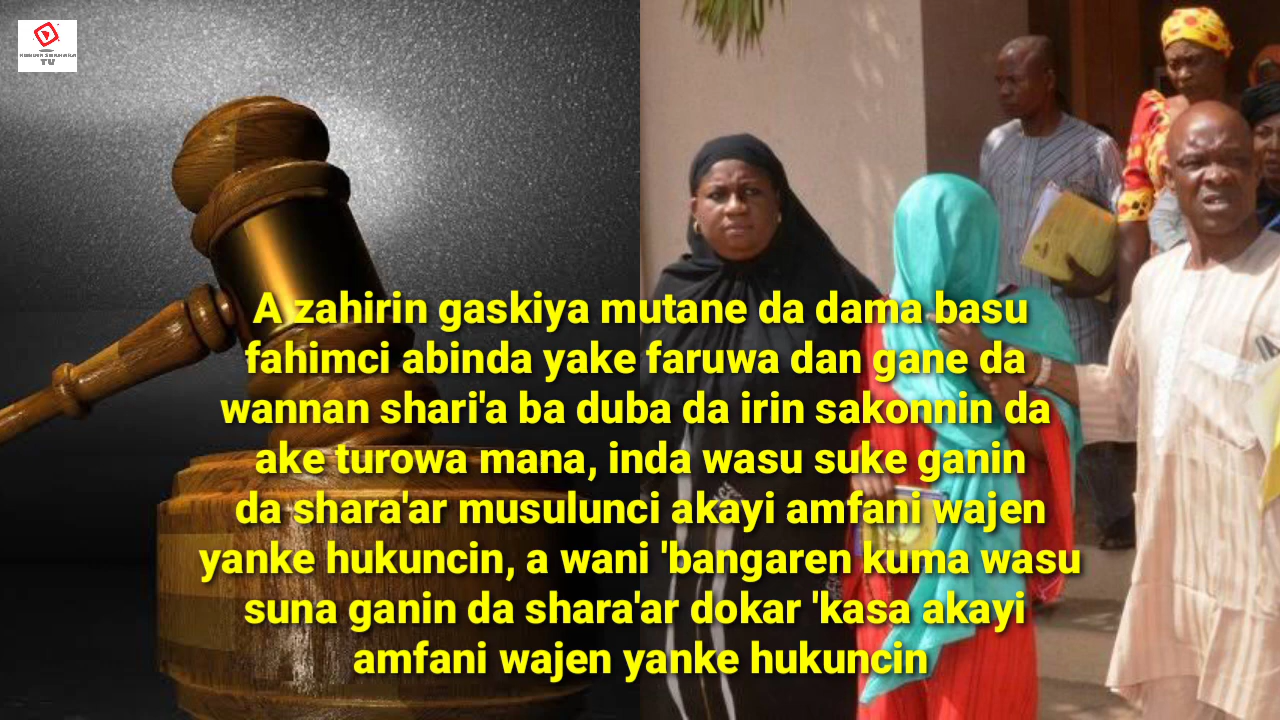 TV
A zahirin gaskiya mutane da dama basu
fahimci abinda yake faruwa dan gane da
wannan shari'a ba duba da irin sakonnin da
ake turowa mana, inda wasu suke ganin
da shara'ar musulunci akayi amfani wajen
yanke hukuncin, a wani 'bangaren kuma wasu
suna ganin da shara'ar dokar 'kasa akayi
amfani wajen yanke hukuncin